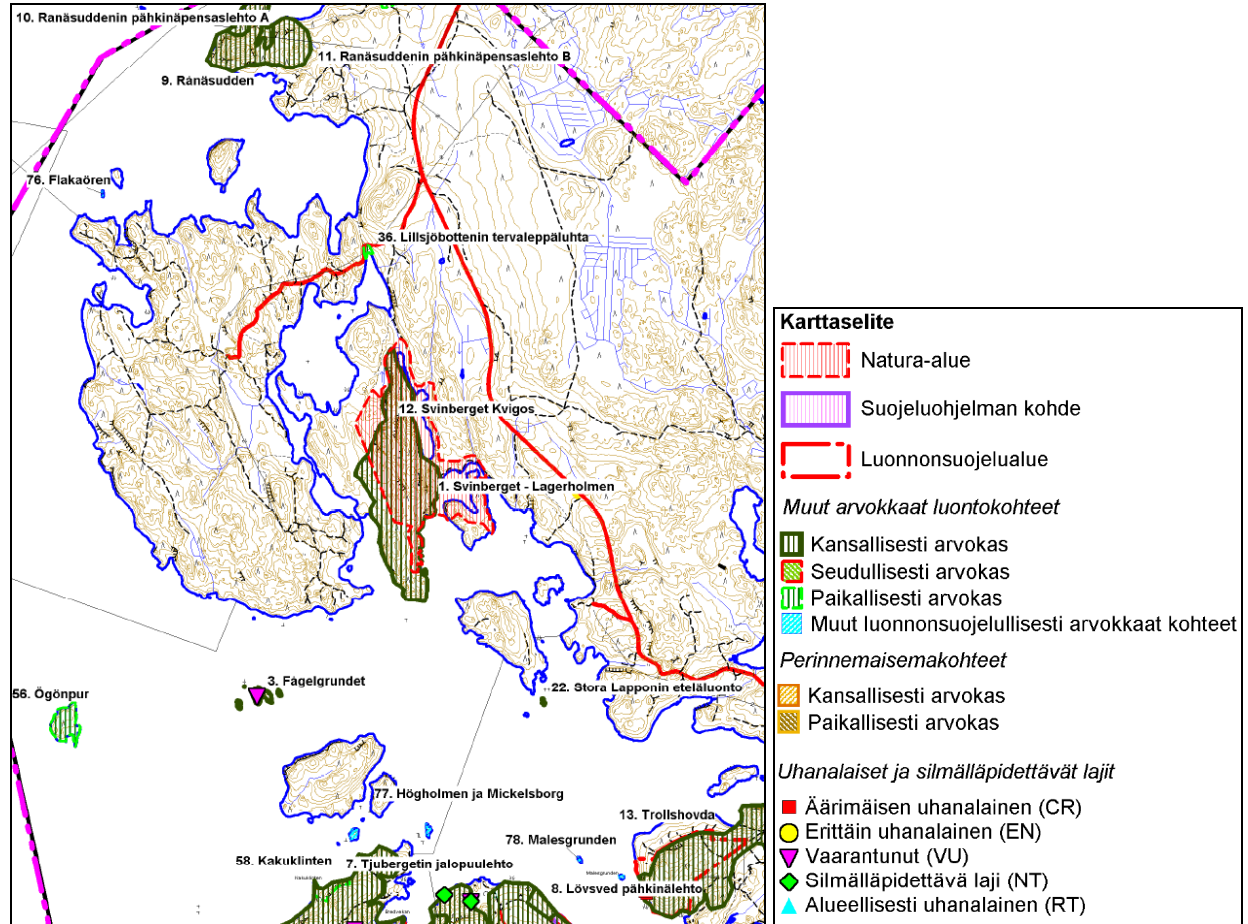 10. Ranäsuddenin pähkinäpensaslehto A
11. Ranäsuddenin pähkinäpensaslehto B
9. Ränäsudden
76. Flakaören
36. Lillsjöbottenin tervaleppäluhta
12. Svinberget Kvigos
1. Svinberget - Lagerholmen
3. Fågelgrundet
22. Stora Lapponin eteläluonto
56. Ögönpur
77. Högholmen ja Mickelsborg
13. Trollshovda
78. Malesgrunden
58. Kakuklinten
7. Tjubergetin jalopuulehto
8. Lövsved pähkinälehto
Karttaselite
Natura-alue
Suojeluohjelman kohde
Luonnonsuojelualue
Muut arvokkaat luontokohteet
Kansallisesti arvokas
Seudullisesti arvokas
Paikallisesti arvokas
Muut luonnonsuojelullisesti arvokkaat kohteet
Perinnemaisemakohteet
Kansallisesti arvokas
Paikallisesti arvokas
Uhanalaiset ja silmälläpidettävät lajit
Äärimäisen uhanalainen (CR)
Erittäin uhanalainen (EN)
Vaarantunut (VU)
Silmälläpidettävä laji (NT)
Alueellisesti uhanalainen (RT)